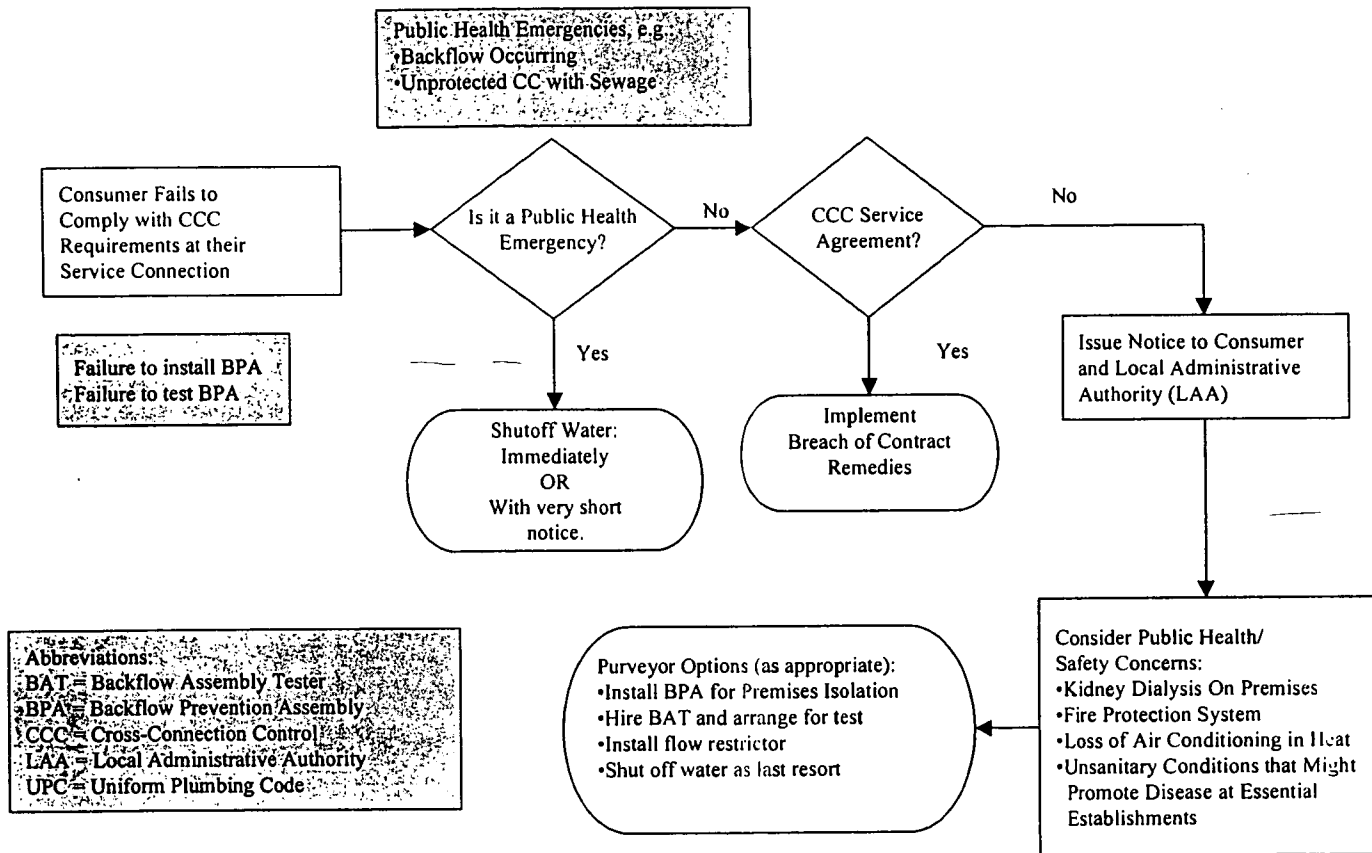 Public Health Emergencies, e.g.:
•Backflow Occurring
•Unprotected CC with Sewage
Consumer Fails to
Comply with CCC
Requirements at their
Service Connection
Is it a Public Health
Emergency?
No
CCC Service
Agreement?
No
Failure to install BPA
Failure to test BPA
Yes
Yes
Issue Notice to Consumer
and Local Administrative
Authority (LAA)
Shutoff Water:
Immediately
OR
With very short
notice.
Implement
Breach of Contract
Remedies
Abbreviations:
BAT = Backflow Assembly Tester
BPA = Backflow Prevention Assembly
CCC = Cross-Connection Control
LAA = Local Administrative Authority
UPC = Uniform Plumbing Code
Purveyor Options (as appropriate):
•Install BPA for Premises Isolation
•Hire BAT and arrange for test
•Install flow restrictor
•Shut off water as last resort
Consider Public Health/
Safety Concerns:
•Kidney Dialysis On Premises
•Fire Protection System
•Loss of Air Conditioning in Heat
•Unsanitary Conditions that Might
Promote Disease at Essential
Establishments